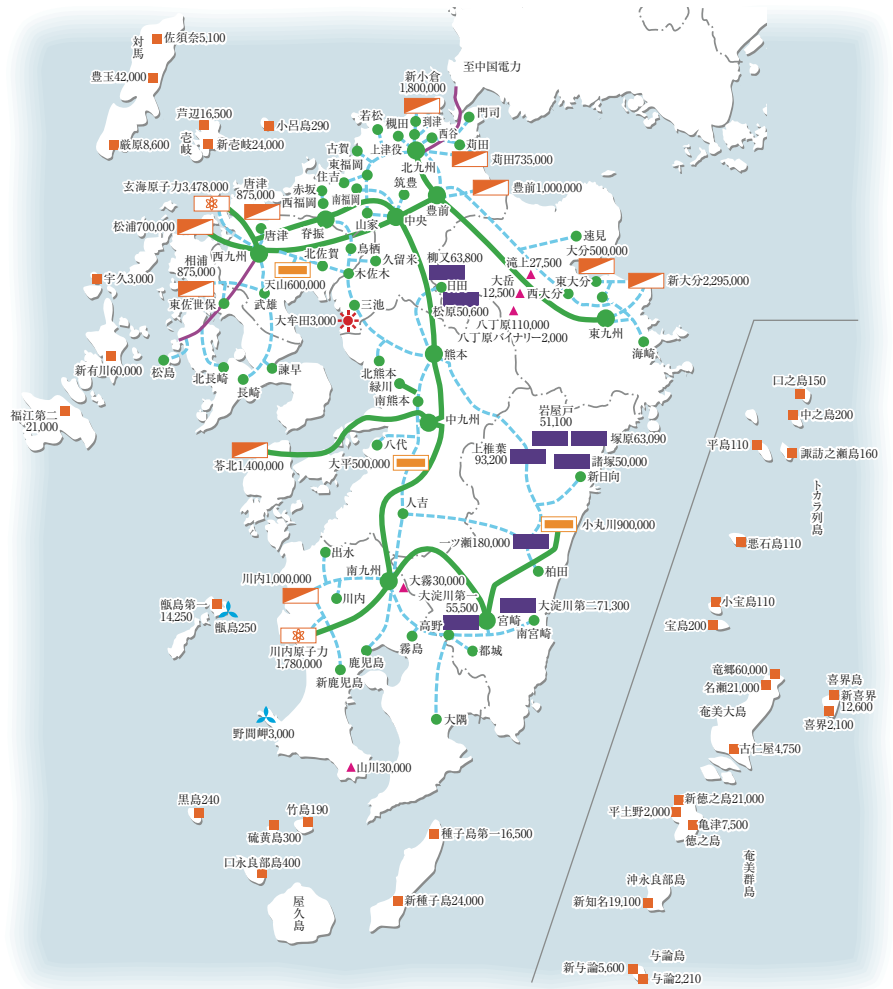 対馬
佐須奈5,100
豊玉42,000
厳原8,600
芦辺16,500
壱岐
新壱岐24,000
小呂島290
至中国電力
新小倉
1,800,000
門司
若松
槻田
到津
西谷
苅田
上津役
苅田735,000
北九州
古賀
東福岡
住吉
赤坂
西福岡
南福岡
筑豊
豊前
豊前1,000,000
玄海原子力3,478,000
唐津
875,000
松浦700,000
唐津
脊振
山家
中央
西九州
北佐賀
鳥栖
久留米
木佐木
相浦
875,000
天山600,000
宇久3,000
東佐世保
武雄
大牟田3,000
三池
柳又63,800
日田
松原50,600
滝上27,500
大岳
12,500
八丁原110,000
八丁原バイナリー2,000
速見
大分500,000
東大分
西大分
新大分2,295,000
東九州
海崎
新有川60,000
松島
北長崎
長崎
諫早
福江第二
21,000
熊本
北熊本
緑川
南熊本
中九州
苓北1,400,000
八代
大平500,000
岩屋戸
51,100
塚原63,090
上椎葉
93,200
諸塚50,000
新日向
小丸川900,000
人吉
一ツ瀬180,000
柏田
出水
南九州
大霧30,000
大淀川第一
55,500
大淀川第二71,300
川内1,000,000
川内
川内原子力
1,780,000
高野
宮崎
南宮崎
霧島
都城
鹿児島
新鹿児島
大隅
甑島第一
14,250
甑島250
野間岬3,000
山川30,000
黒島240
竹島190
硫黄島300
口永良部島400
屋久島
種子島第一16,500
新種子島24,000
口之島150
中之島200
平島110
諏訪之瀬島160
トカラ列島
悪石島110
小宝島110
宝島200
竜郷60,000
名瀬21,000
奄美大島
古仁屋4,750
喜界島
新喜界
12,600
喜界2,100
新徳之島21,000
平土野2,000
亀津7,500
徳之島
奄美群島
沖永良部島
新知名19,100
与論島
新与論5,600
与論2,210